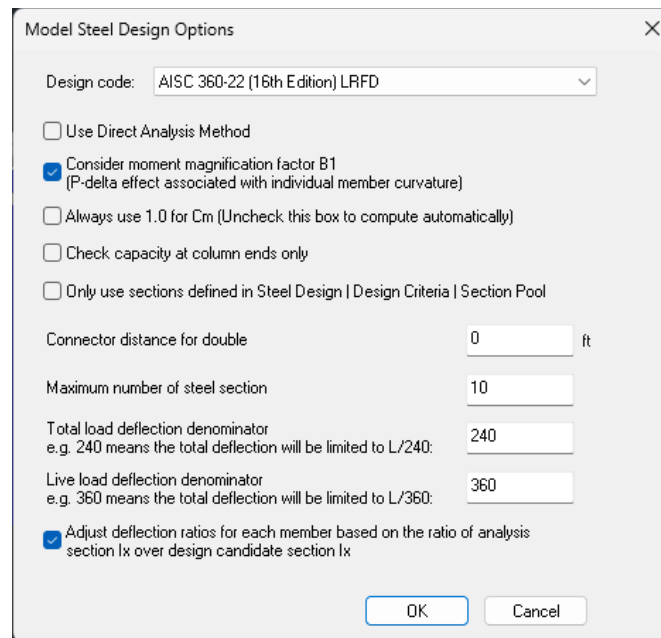 Model Steel Design Options
Design code: AISC 360-22 (16th Edition) LRFD
Use Direct Analysis Method
Consider moment magnification factor B1
(P-delta effect associated with individual member curvature)
Always use 1.0 for Cm (Uncheck this box to compute automatically)
Check capacity at column ends only
Only use sections defined in Steel Design | Design Criteria | Section Pool
Connector distance for double 0 ft
Maximum number of steel section 10
Total load deflection denominator
e.g. 240 means the total deflection will be limited to L/240: 240
Live load deflection denominator
e.g. 360 means the total deflection will be limited to L/360: 360
Adjust deflection ratios for each member based on the ratio of analysis
section Ix over design candidate section Ix
OK Cancel